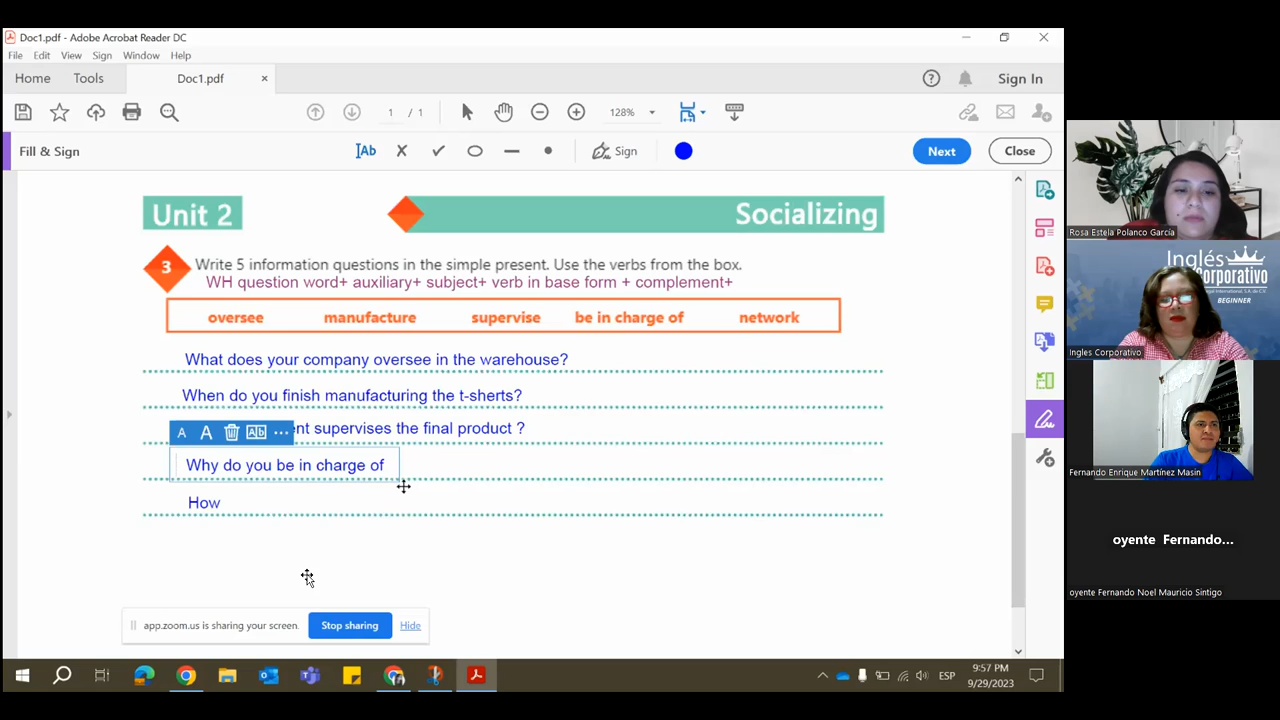 Doc1.pdf - Adobe Acrobat Reader DC
File Edit View Sign Window Help
Home Tools Doc1.pdf × Sign In
1 / 1 128%
Fill & Sign Ab Sign Next Close
Unit 2 Socializing
3 Write 5 information questions in the simple present. Use the verbs from the box.
WH question word+ auxiliary+ subject+ verb in base form + complement+
oversee manufacture supervise be in charge of network
What does your company oversee in the warehouse?
When do you finish manufacturing the t-sherts?
A A Ab ... nt supervises the final product ?
Why do you be in charge of
How
app.zoom.us is sharing your screen. Stop sharing Hide
ESP 9:57 PM
9/29/2023
Rosa Estela Polanco García
Inglés
Corporativo
BEGINNER
Ingles Corporativo
Fernando Enrique Martínez Masin
oyente Fernando...
oyente Fernando Noel Mauricio Sintigo